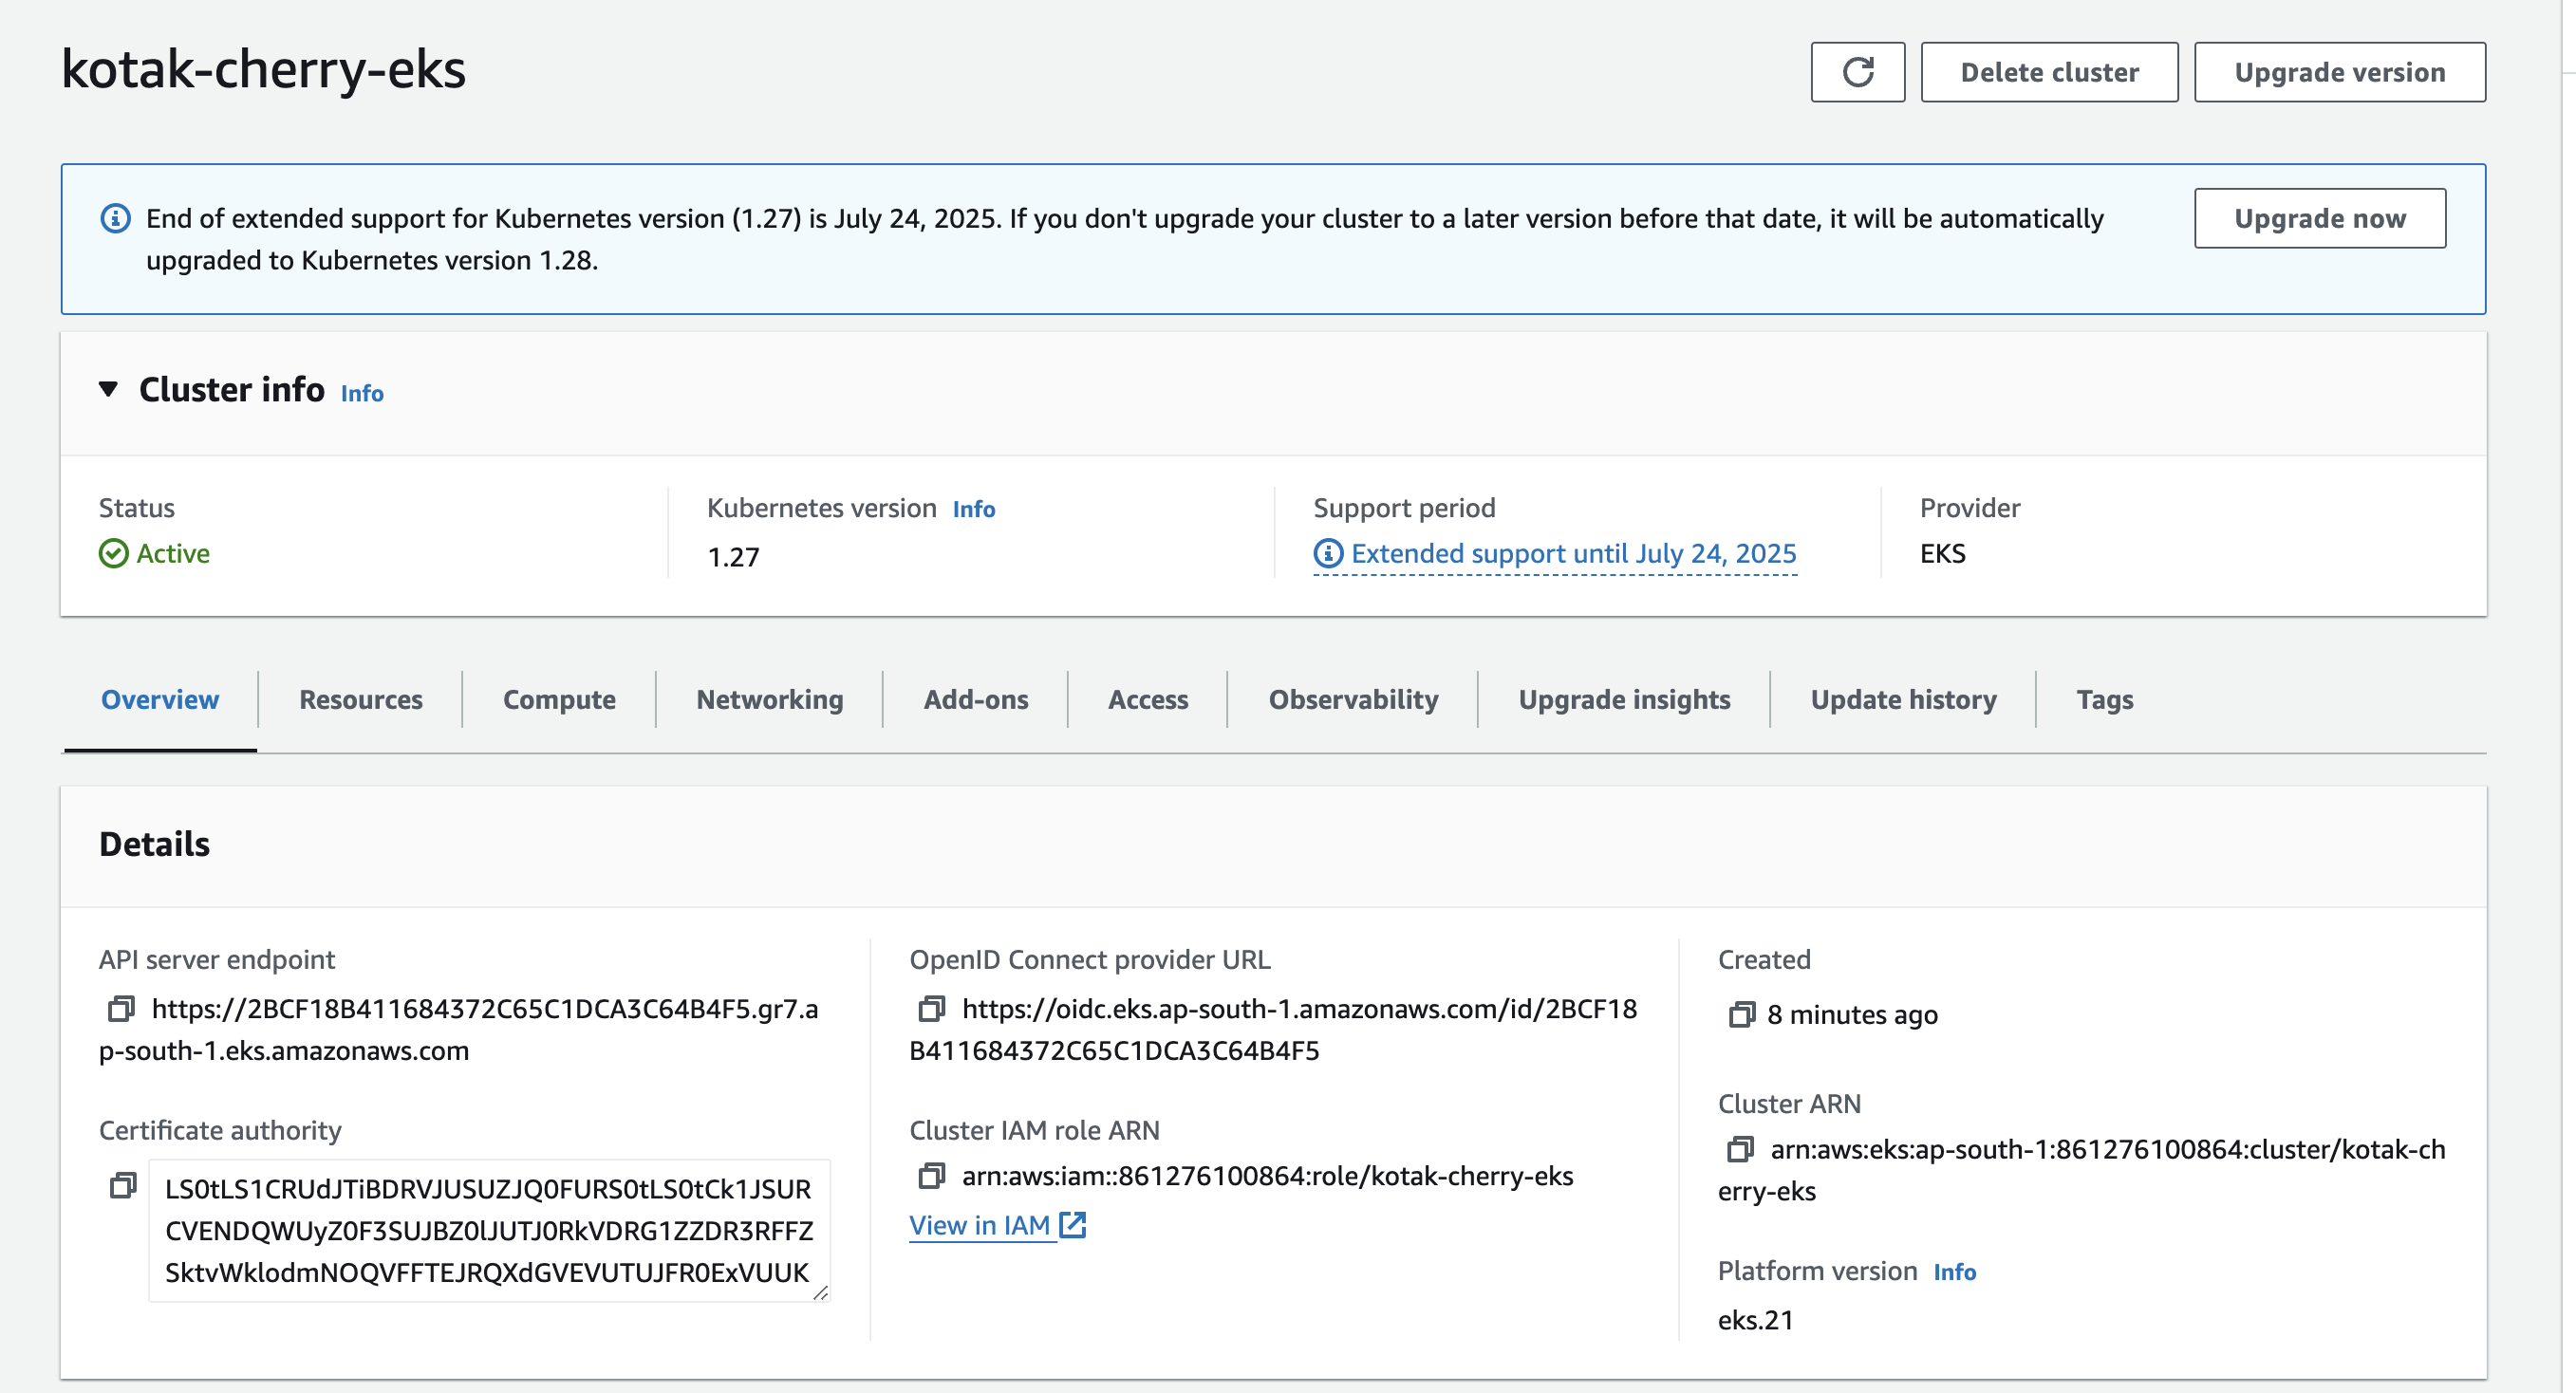 kotak-cherry-eks
Delete cluster
Upgrade version
End of extended support for Kubernetes version (1.27) is July 24, 2025. If you don't upgrade your cluster to a later version before that date, it will be automatically
upgraded to Kubernetes version 1.28.
Upgrade now
Cluster info Info
Status
Active
Kubernetes version Info
1.27
Support period
Extended support until July 24, 2025
Provider
EKS
Overview
Resources
Compute
Networking
Add-ons
Access
Observability
Upgrade insights
Update history
Tags
Details
API server endpoint
https://2BCF18B411684372C65C1DCA3C64B4F5.gr7.a
p-south-1.eks.amazonaws.com
Certificate authority
LS0tLS1CRUdJTiBDRVJUSUZJQ0FURS0tLS0tCk1JSUR
CVENDQWUyZ0F3SUJBZ0lJUTJ0RkVDRG1ZZDR3RFFZ
SktvWklodmNOQVFFTEJRQXdGVEVUTUJFR0ExVUUK
OpenID Connect provider URL
https://oidc.eks.ap-south-1.amazonaws.com/id/2BCF18
B411684372C65C1DCA3C64B4F5
Cluster IAM role ARN
arn:aws:iam::861276100864:role/kotak-cherry-eks
View in IAM
Created
8 minutes ago
Cluster ARN
arn:aws:eks:ap-south-1:861276100864:cluster/kotak-ch
erry-eks
Platform version Info
eks.21